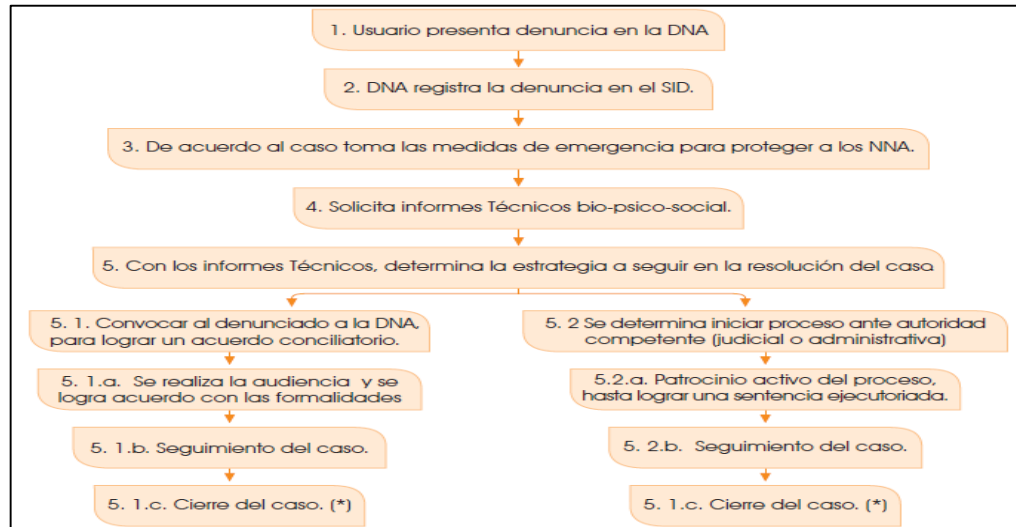 1. Usuario presenta denuncia en la DNA
2. DNA registra la denuncia en el SID.
3. De acuerdo al caso toma las medidas de emergencia para proteger a los NNA.
4. Solicita informes Técnicos bio-psico-social.
5. Con los informes Técnicos, determina la estrategia a seguir en la resolución del caso.
5. 1. Convocar al denunciado a la DNA,
para lograr un acuerdo conciliatorio.
5. 1.a. Se realiza la audiencia y se
logra acuerdo con las formalidades
5. 1.b. Seguimiento del caso.
5. 1.c. Cierre del caso. (*)
5. 2 Se determina iniciar proceso ante autoridad
competente (judicial o administrativa)
5.2.a. Patrocinio activo del proceso,
hasta lograr una sentencia ejecutoriada.
5. 2.b. Seguimiento del caso.
5. 1.c. Cierre del caso. (*)